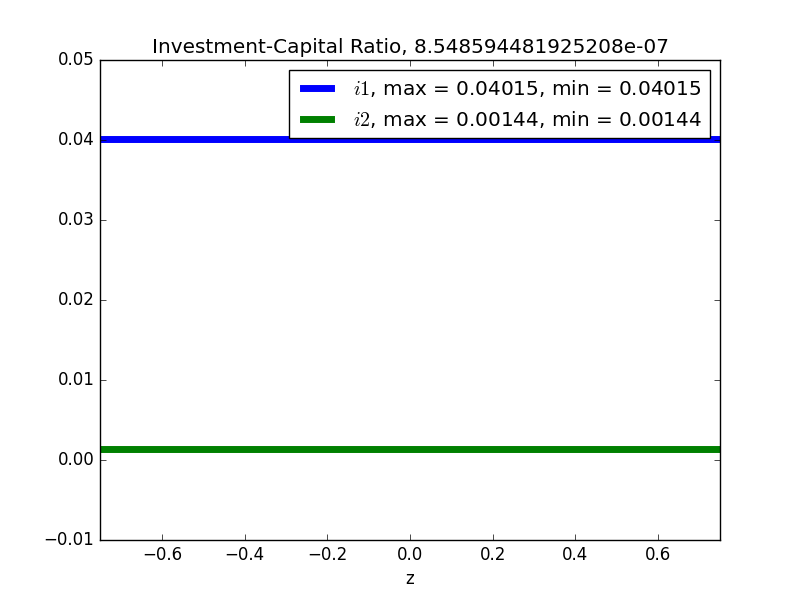 Investment-Capital Ratio, 8.548594481925208e-07
0.05
i1, max = 0.04015, min = 0.04015
i2, max = 0.00144, min = 0.00144
0.04
0.03
0.02
0.01
0.00
−0.01
−0.6 −0.4 −0.2 0.0 0.2 0.4 0.6
z